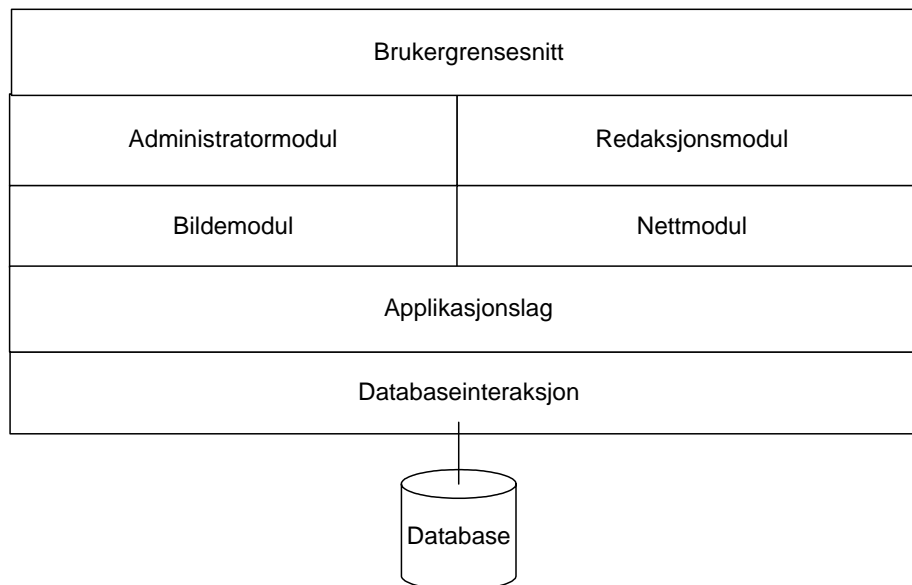 Brukergrensesnitt
Administratormodul
Redaksjonsmodul
Bildemodul
Nettmodul
Applikasjonslag
Databaseinteraksjon
Database